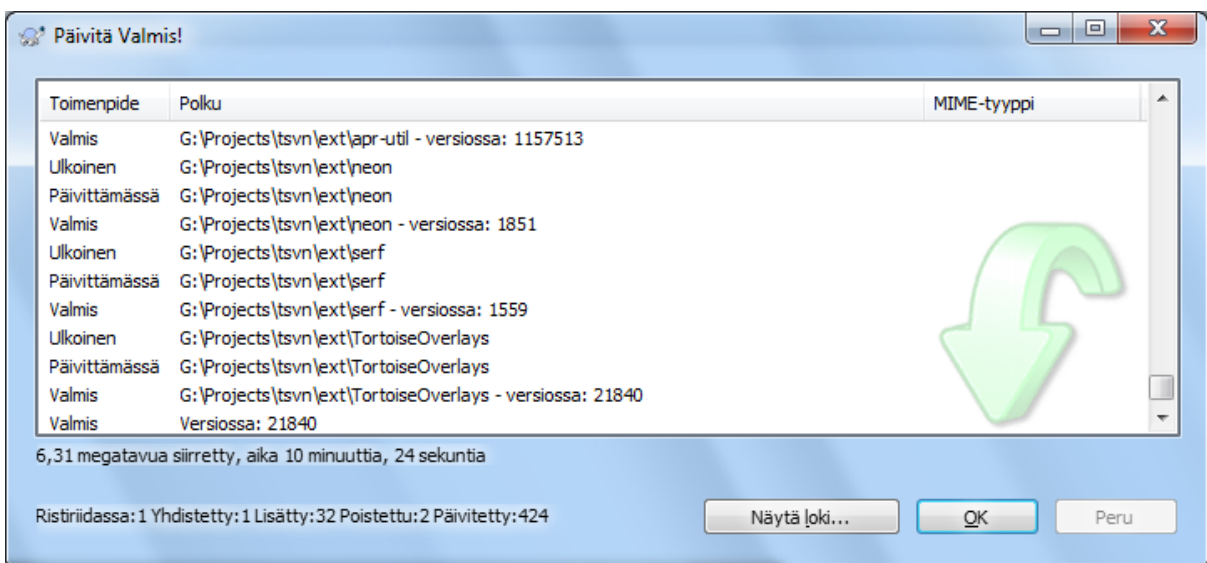 Päivitä Valmis!
Toimenpide Polku MIME-tyyppi
Valmis G:\Projects\tsvn\ext\apr-util - versiossa: 1157513
Ulkoinen G:\Projects\tsvn\ext\neon
Päivittämässä G:\Projects\tsvn\ext\neon
Valmis G:\Projects\tsvn\ext\neon - versiossa: 1851
Ulkoinen G:\Projects\tsvn\ext\serf
Päivittämässä G:\Projects\tsvn\ext\serf
Valmis G:\Projects\tsvn\ext\serf - versiossa: 1559
Ulkoinen G:\Projects\tsvn\ext\TortoiseOverlays
Päivittämässä G:\Projects\tsvn\ext\TortoiseOverlays
Valmis G:\Projects\tsvn\ext\TortoiseOverlays - versiossa: 21840
Valmis Versiossa: 21840
6,31 megatavua siirretty, aika 10 minuuttia, 24 sekuntia
Ristiriidassa:1 Yhdistetty:1 Lisätty:32 Poistettu:2 Päivitetty:424 Näytä loki... OK Peru